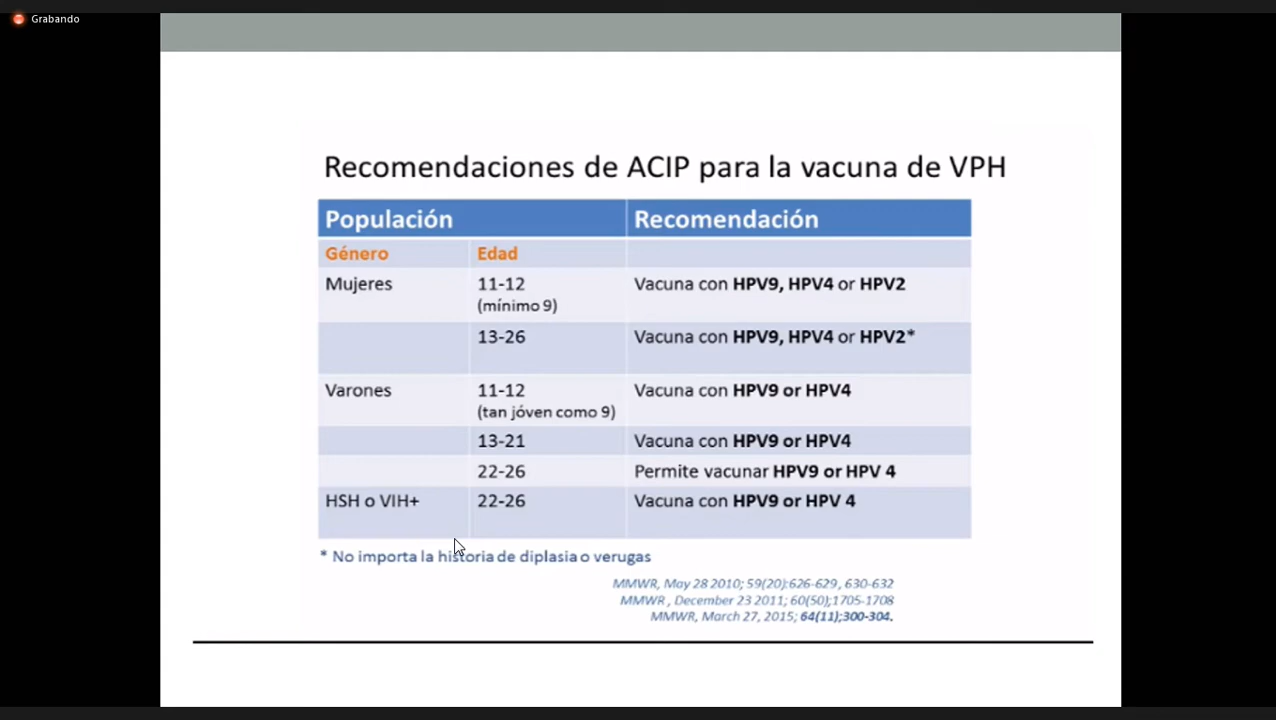 Grabando
Recomendaciones de ACIP para la vacuna de VPH
Populación Recomendación
Género Edad
Mujeres 11-12 Vacuna con HPV9, HPV4 or HPV2
(mínimo 9)
13-26 Vacuna con HPV9, HPV4 or HPV2*
Varones 11-12 Vacuna con HPV9 or HPV4
(tan jóven como 9)
13-21 Vacuna con HPV9 or HPV4
22-26 Permite vacunar HPV9 or HPV 4
HSH o VIH+ 22-26 Vacuna con HPV9 or HPV 4
* No importa la historia de diplasia o verugas
MMWR, May 28 2010; 59(20):626-629, 630-632
MMWR , December 23 2011; 60(50);1705-1708
MMWR, March 27, 2015; 64(11);300-304.